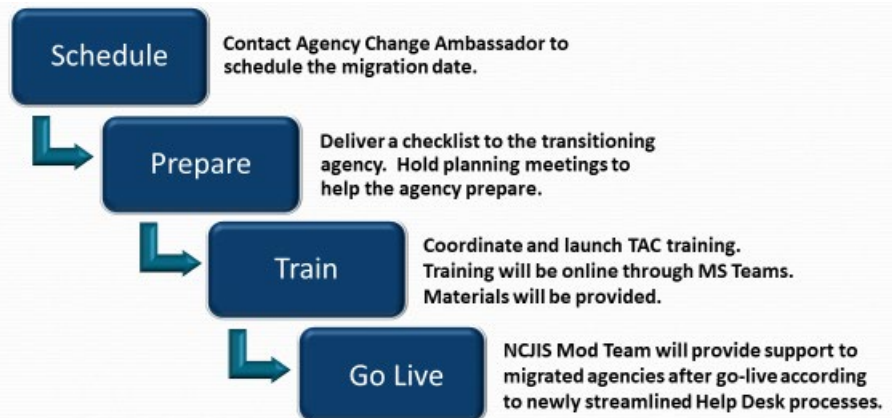 Schedule
Contact Agency Change Ambassador to
schedule the migration date.
Prepare
Deliver a checklist to the transitioning
agency.  Hold planning meetings to
help the agency prepare.
Train
Coordinate and launch TAC training.
Training will be online through MS Teams.
Materials will be provided.
Go Live
NCJIS Mod Team will provide support to
migrated agencies after go-live according
to newly streamlined Help Desk processes.